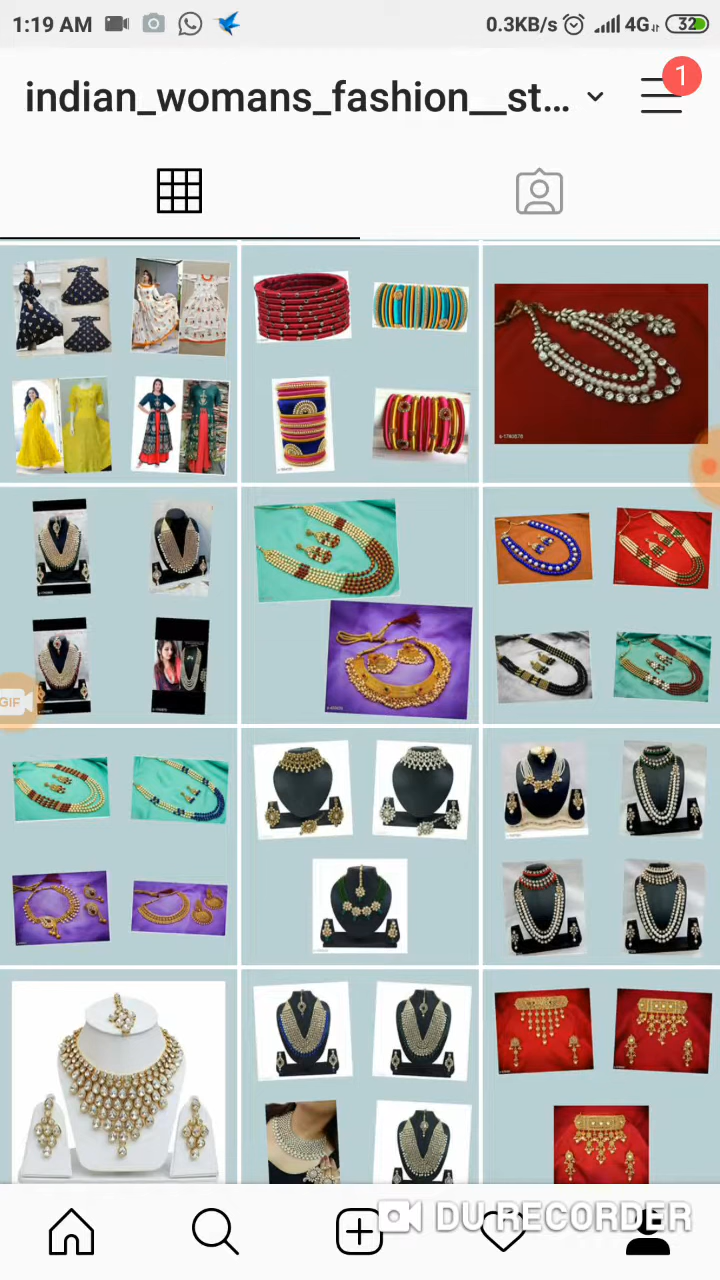 1:19 AM 0.3KB/s 4G 32
indian_womans_fashion__st... 1
GIF
DU RECORDER